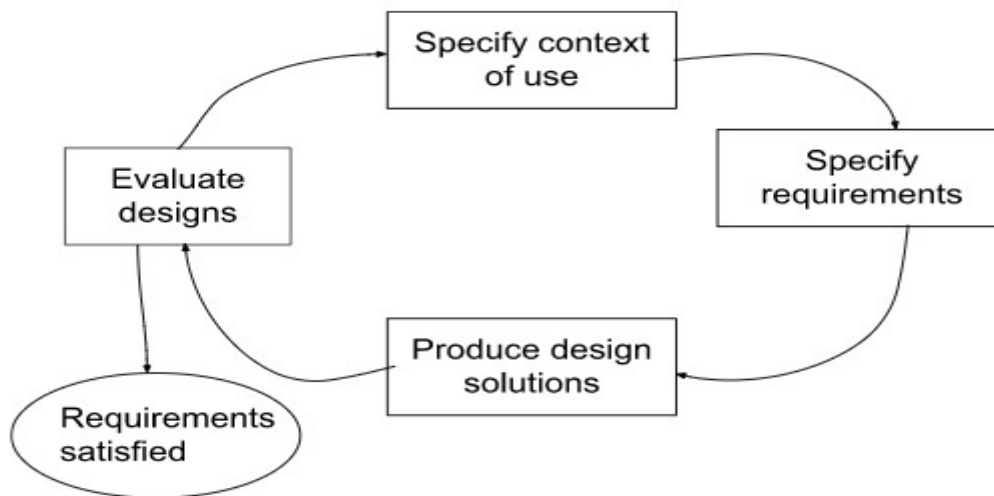 Specify context
of use
Specify
requirements
Produce design
solutions
Evaluate
designs
Requirements
satisfied